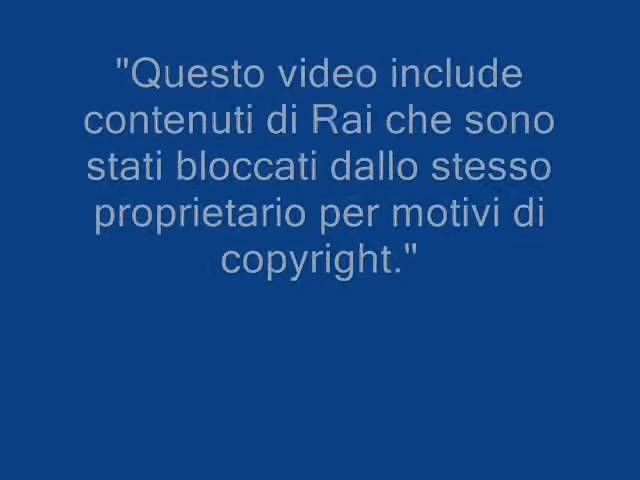 "Questo video include
contenuti di Rai che sono
stati bloccati dallo stesso
proprietario per motivi di
copyright."